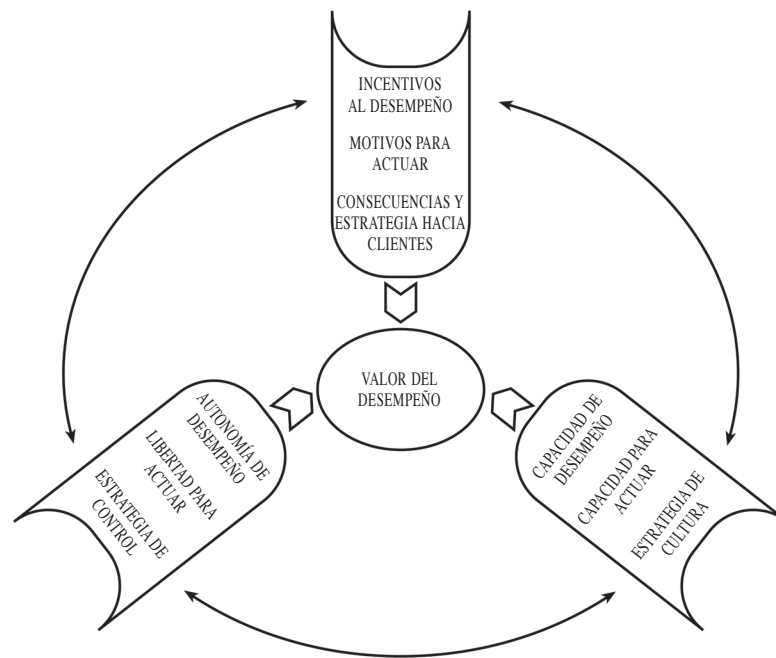 INCENTIVOS
AL DESEMPEÑO
MOTIVOS PARA
ACTUAR
CONSECUENCIAS Y
ESTRATEGIA HACIA
CLIENTES
VALOR DEL
DESEMPEÑO
AUTONOMÍA DE
DESEMPEÑO
LIBERTAD PARA
ACTUAR
ESTRATEGIA DE
CONTROL
CAPACIDAD DE
DESEMPEÑO
CAPACIDAD PARA
ACTUAR
ESTRATEGIA DE
CULTURA